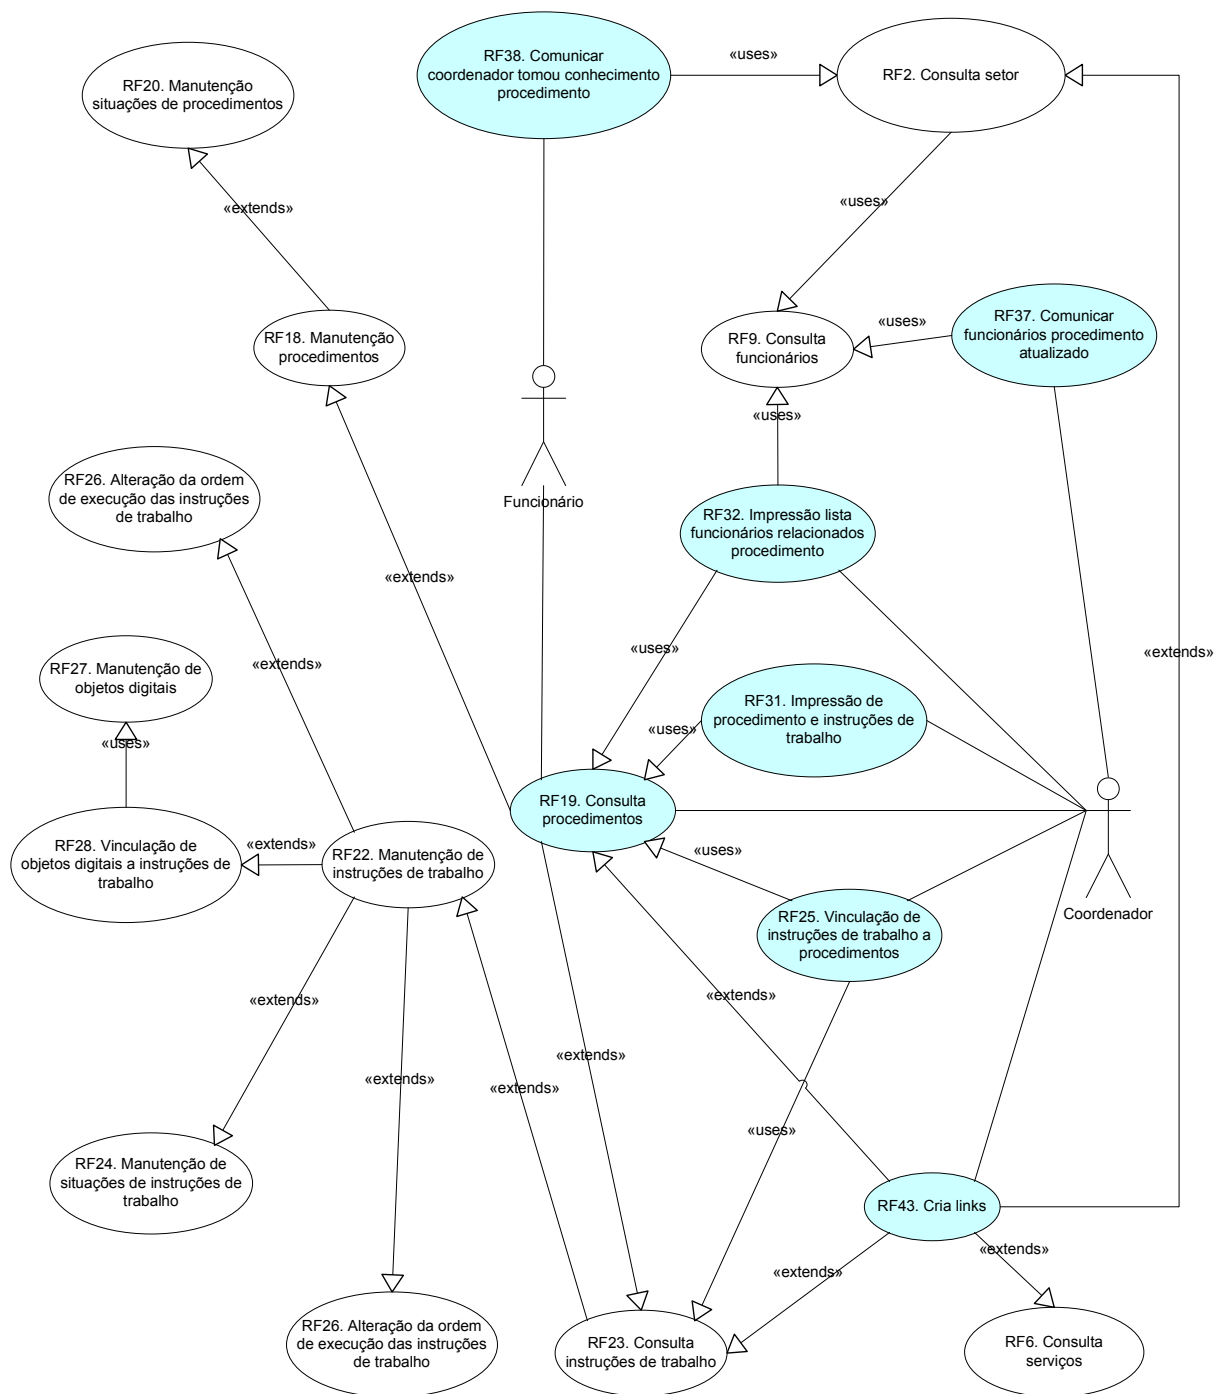 RF38. Comunicar
coordenador tomou conhecimento
procedimento
«uses»
RF2. Consulta setor
RF20. Manutenção
situações de procedimentos
«extends»
«uses»
RF18. Manutenção
procedimentos
RF9. Consulta
funcionários
«uses»
RF37. Comunicar
funcionários procedimento
atualizado
«uses»
RF26. Alteração da ordem
de execução das instruções
de trabalho
Funcionário
RF32. Impressão lista
funcionários relacionados
procedimento
«extends»
«extends»
RF27. Manutenção de
objetos digitais
«extends»
«uses»
RF31. Impressão de
procedimento e instruções de
trabalho
«uses»
«uses»
RF19. Consulta
procedimentos
RF28. Vinculação de
objetos digitais a instruções de
trabalho
«extends»
RF22. Manutenção de
instruções de trabalho
«uses»
RF25. Vinculação de
instruções de trabalho a
procedimentos
Coordenador
«extends»
«extends»
«extends»
«extends»
«extends»
«uses»
RF24. Manutenção de
situações de instruções de
trabalho
RF43. Cria links
«extends»
«extends»
RF26. Alteração da ordem
de execução das instruções
de trabalho
RF23. Consulta
instruções de trabalho
RF6. Consulta
serviços